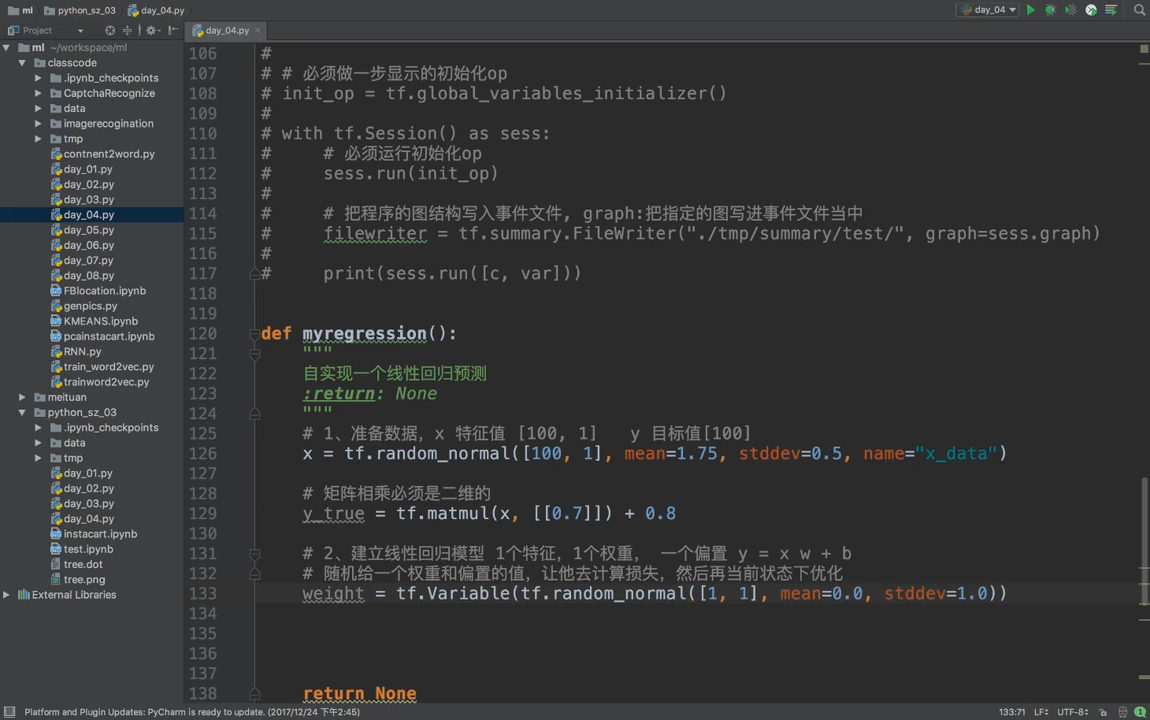 ml python_sz_03 day_04.py day_04
Project day_04.py
ml ~/workspace/ml
classcode
.ipynb_checkpoints
CaptchaRecognize
data
imagerecogination
tmp
contnent2word.py
day_01.py
day_02.py
day_03.py
day_04.py
day_05.py
day_06.py
day_07.py
day_08.py
FBlocation.ipynb
genpics.py
KMEANS.ipynb
pcainstacart.ipynb
RNN.py
train_word2vec.py
trainword2vec.py
meituan
python_sz_03
.ipynb_checkpoints
data
tmp
day_01.py
day_02.py
day_03.py
day_04.py
instacart.ipynb
test.ipynb
tree.dot
tree.png
External Libraries
106 #
107 # # 必须做一步显示的初始化op
108 # init_op = tf.global_variables_initializer()
109 #
110 # with tf.Session() as sess:
111 #     # 必须运行初始化op
112 #     sess.run(init_op)
113 #
114 #     # 把程序的图结构写入事件文件, graph:把指定的图写进事件文件当中
115 #     filewriter = tf.summary.FileWriter("./tmp/summary/test/", graph=sess.graph)
116 #
117 #     print(sess.run([c, var]))
118
119
120 def myregression():
121     """
122     自实现一个线性回归预测
123     :return: None
124     """
125     # 1、准备数据，x 特征值 [100, 1]   y 目标值[100]
126     x = tf.random_normal([100, 1], mean=1.75, stddev=0.5, name="x_data")
127
128     # 矩阵相乘必须是二维的
129     y_true = tf.matmul(x, [[0.7]]) + 0.8
130
131     # 2、建立线性回归模型 1个特征，1个权重， 一个偏置 y = x w + b
132     # 随机给一个权重和偏置的值，让他去计算损失，然后再当前状态下优化
133     weight = tf.Variable(tf.random_normal([1, 1], mean=0.0, stddev=1.0))
134
135
136
137
138     return None
Platform and Plugin Updates: PyCharm is ready to update. (2017/12/24 下午2:45) 133:71 LF÷ UTF-8÷ 1